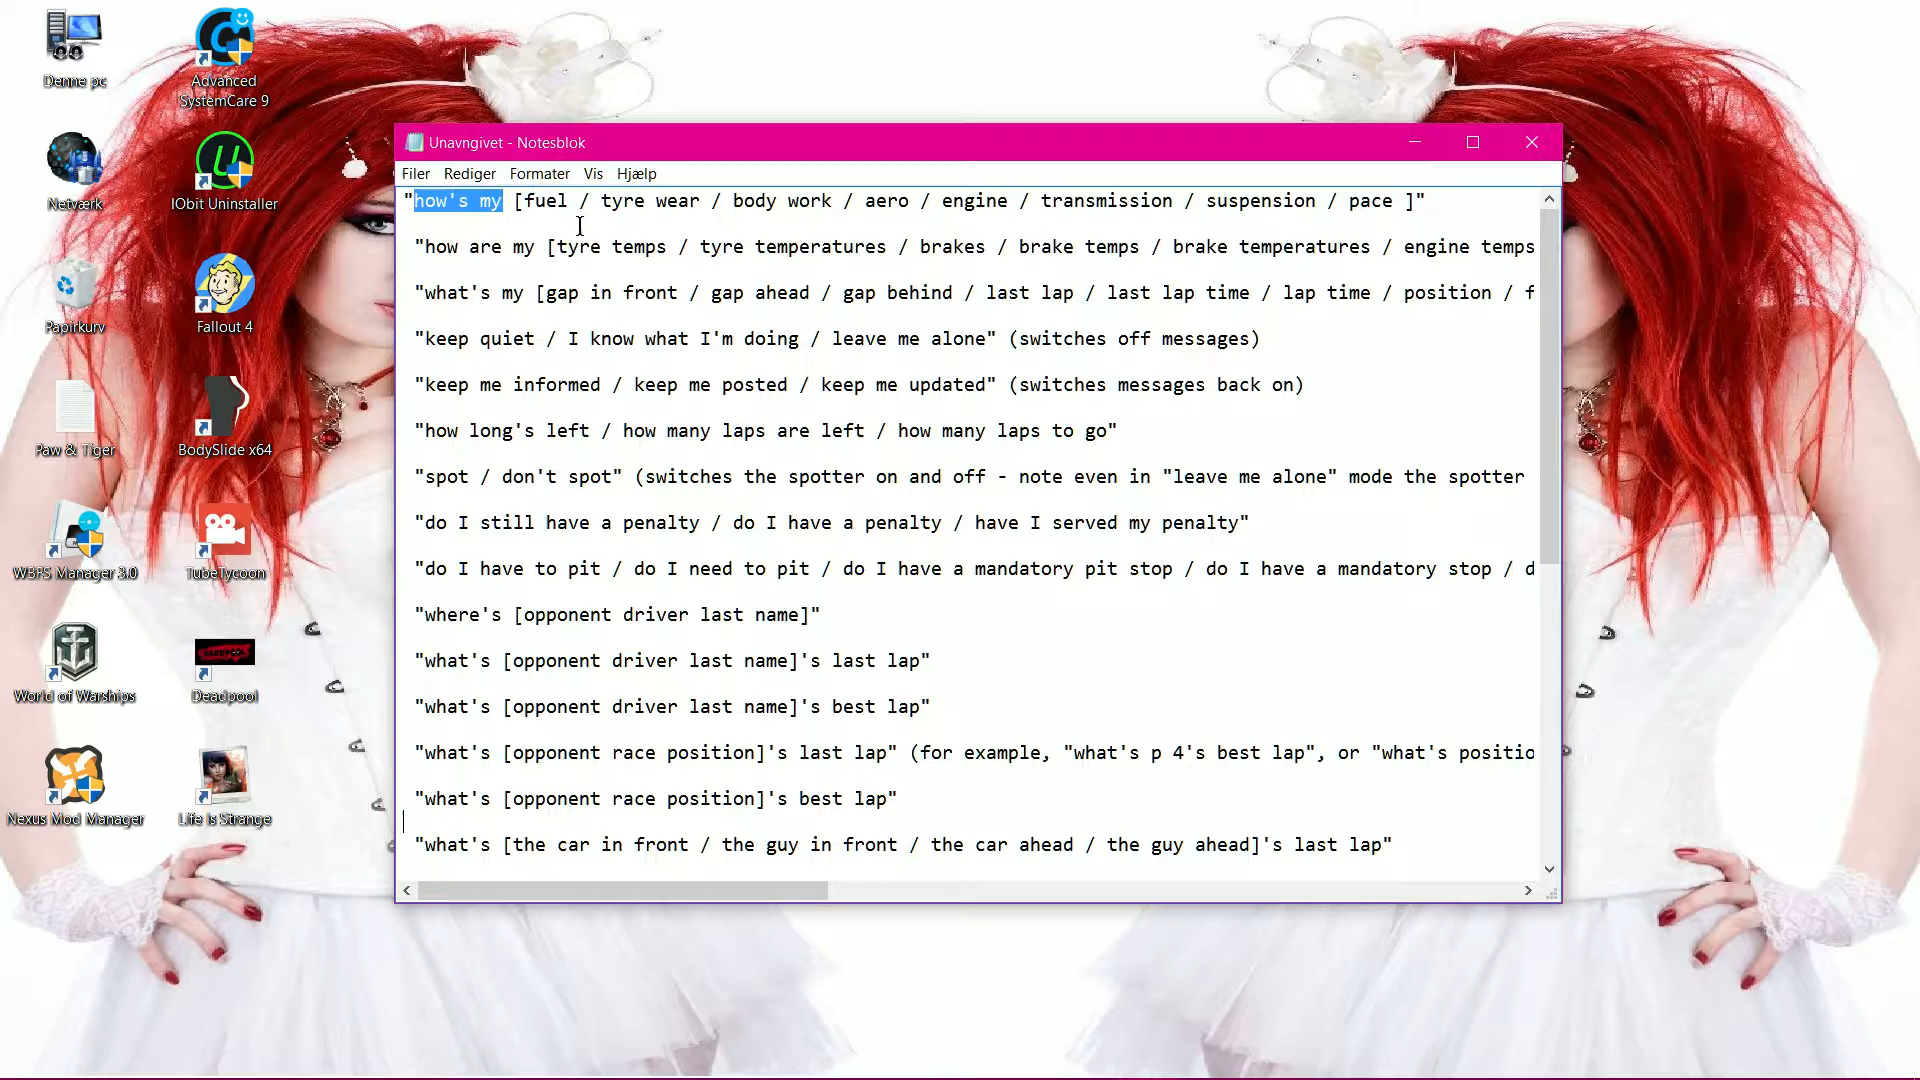 Denne pc
Advanced
SystemCare 9
Netværk
IObit Uninstaller
Papirkurv
Fallout 4
Paw & Tiger
BodySlide x64
WBFS Manager 3.0
TubeTycoon
World of Warships
Deadpool
Nexus Mod Manager
Life is Strange
Unavngivet - Notesblok
Filer Rediger Formater Vis Hjælp
"how's my [fuel / tyre wear / body work / aero / engine / transmission / suspension / pace ]"
"how are my [tyre temps / tyre temperatures / brakes / brake temps / brake temperatures / engine temps
"what's my [gap in front / gap ahead / gap behind / last lap / last lap time / lap time / position / f
"keep quiet / I know what I'm doing / leave me alone" (switches off messages)
"keep me informed / keep me posted / keep me updated" (switches messages back on)
"how long's left / how many laps are left / how many laps to go"
"spot / don't spot" (switches the spotter on and off - note even in "leave me alone" mode the spotter
"do I still have a penalty / do I have a penalty / have I served my penalty"
"do I have to pit / do I need to pit / do I have a mandatory pit stop / do I have a mandatory stop / d
"where's [opponent driver last name]"
"what's [opponent driver last name]'s last lap"
"what's [opponent driver last name]'s best lap"
"what's [opponent race position]'s last lap" (for example, "what's p 4's best lap", or "what's positio
"what's [opponent race position]'s best lap"
"what's [the car in front / the guy in front / the car ahead / the guy ahead]'s last lap"